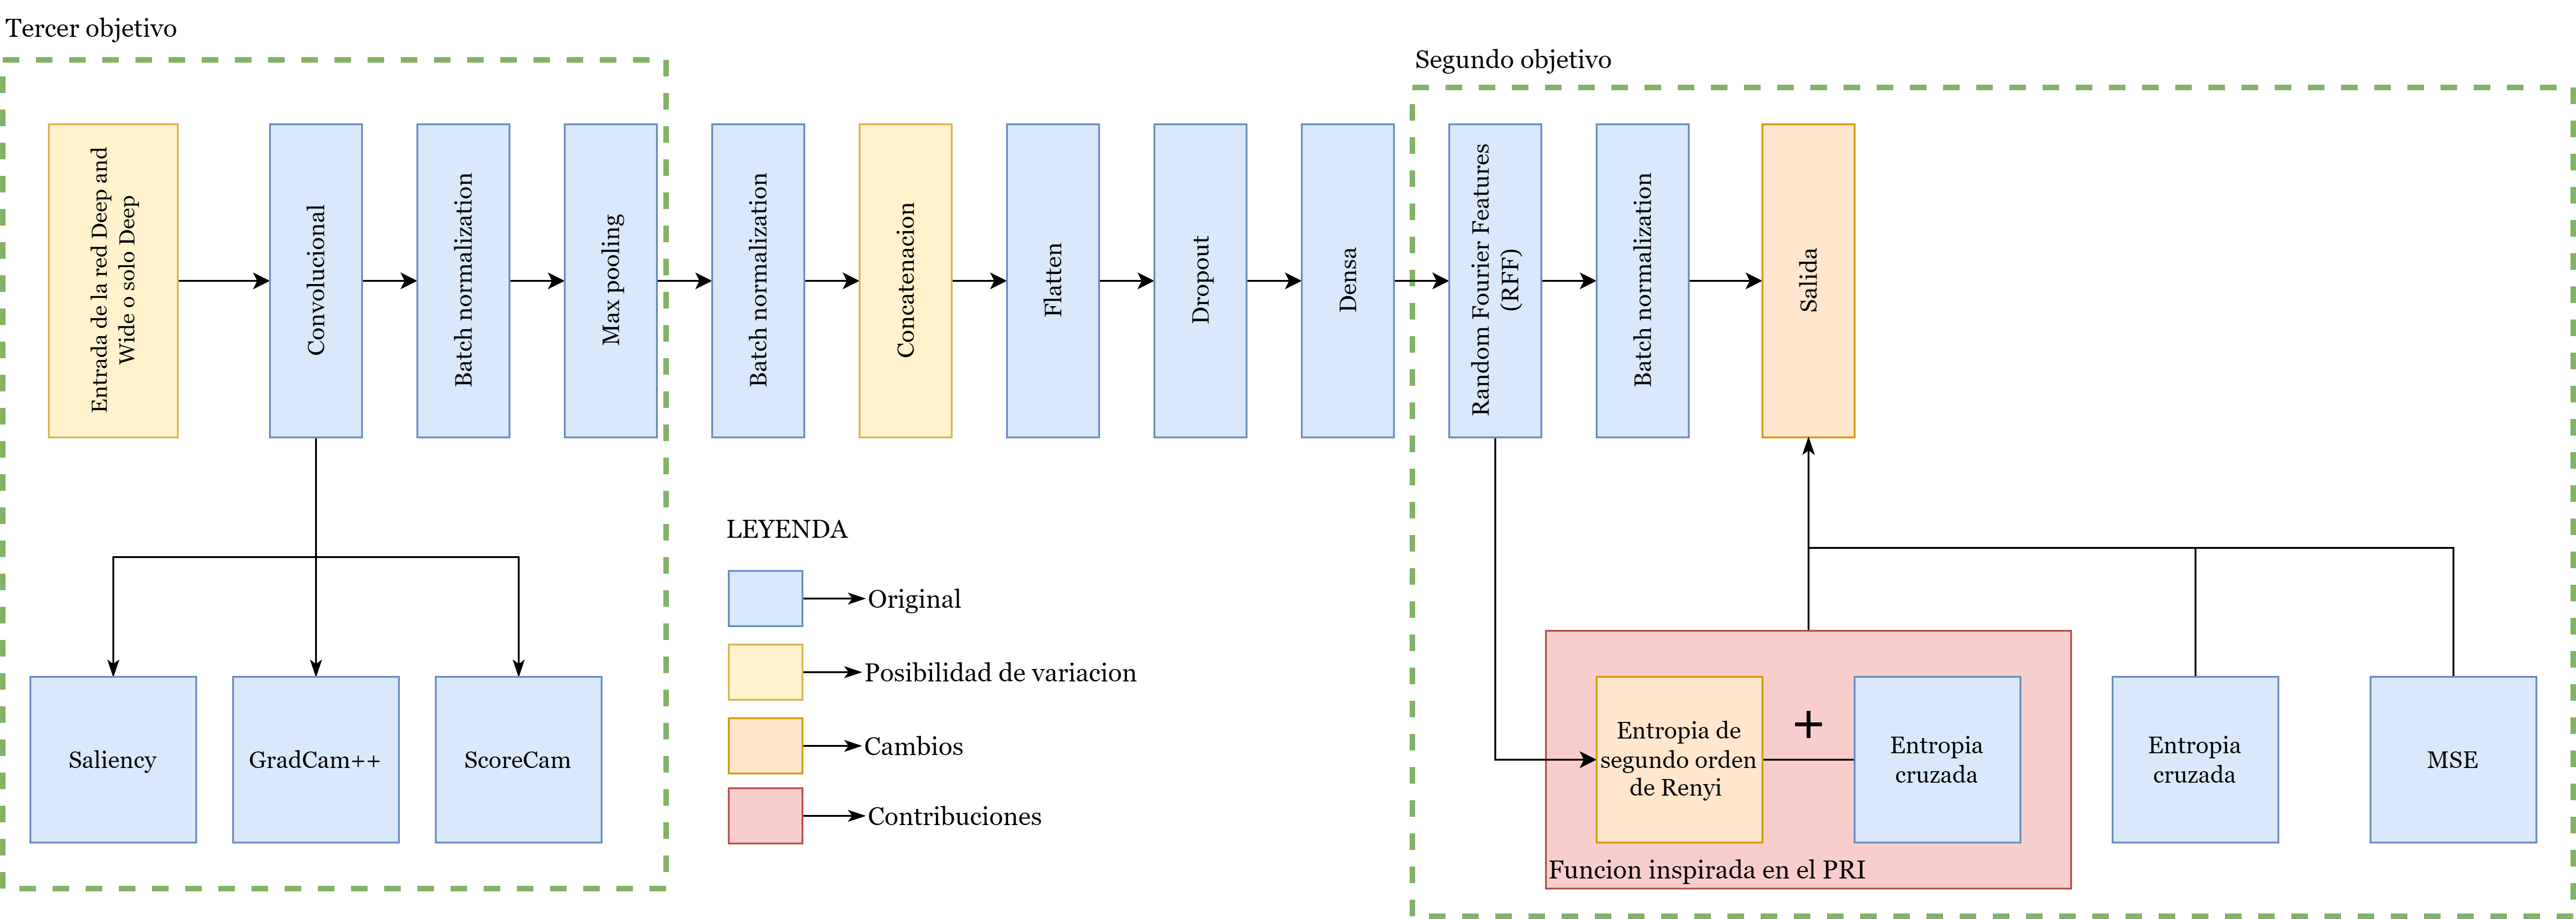 Tercer objetivo
Segundo objetivo
Entrada de la red Deep and
Wide o solo Deep
Convolucional
Batch normalization
Max pooling
Batch normalization
Concatenacion
Flatten
Dropout
Densa
Random Fourier Features
(RFF)
Batch normalization
Salida
LEYENDA
Original
Posibilidad de variacion
Cambios
Contribuciones
Saliency
GradCam++
ScoreCam
Entropia de
segundo orden
de Renyi
+
Entropia
cruzada
Funcion inspirada en el PRI
Entropia
cruzada
MSE